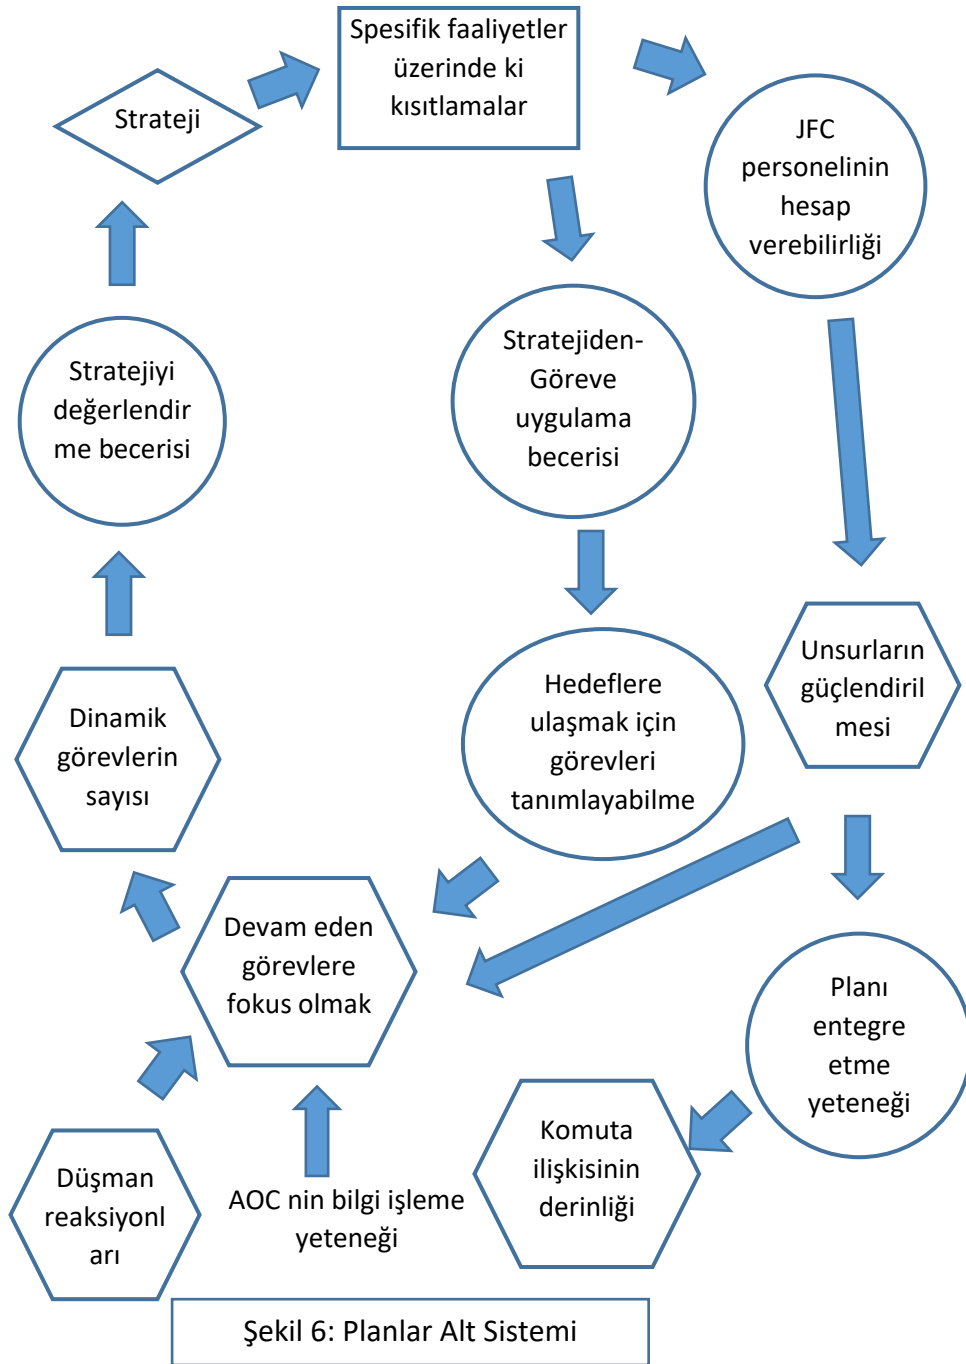 Spesifik faaliyetler
üzerinde ki
kısıtlamalar
Strateji
JFC
personelinin
hesap
verebilirliği
Stratejiyi
değerlendir
me becerisi
Stratejiden-
Göreve
uygulama
becerisi
Unsurların
güçlendiril
mesi
Dinamik
görevlerin
sayısı
Hedeflere
ulaşmak için
görevleri
tanımlayabilme
Devam eden
görevlere
fokus olmak
Planı
entegre
etme
yeteneği
Komuta
ilişkisinin
derinliği
Düşman
reaksiyonl
arı
AOC nin bilgi işleme
yeteneği
Şekil 6: Planlar Alt Sistemi